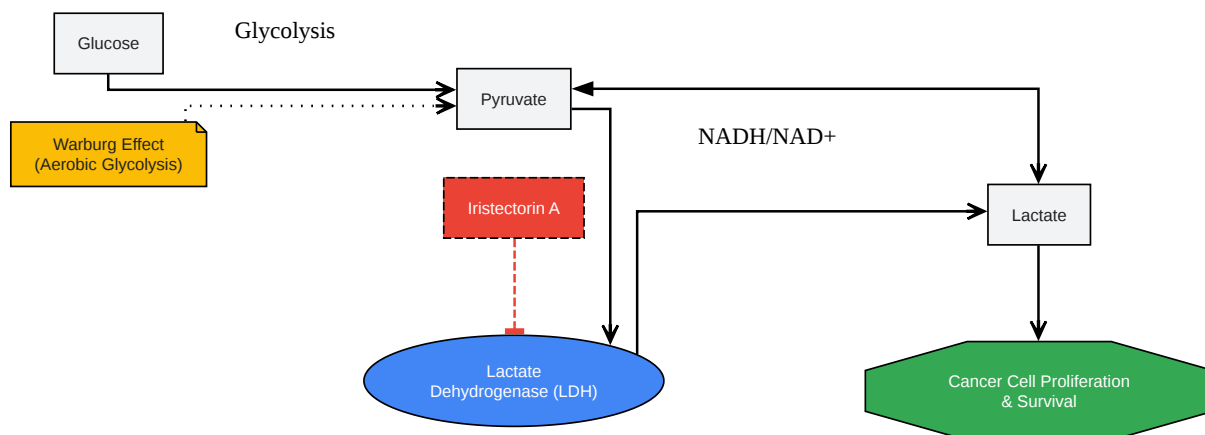 Glucose
Glycolysis
Pyruvate
Warburg Effect
(Aerobic Glycolysis)
NADH/NAD+
Iristectorin A
Lactate
Lactate
Dehydrogenase (LDH)
Cancer Cell Proliferation
& Survival